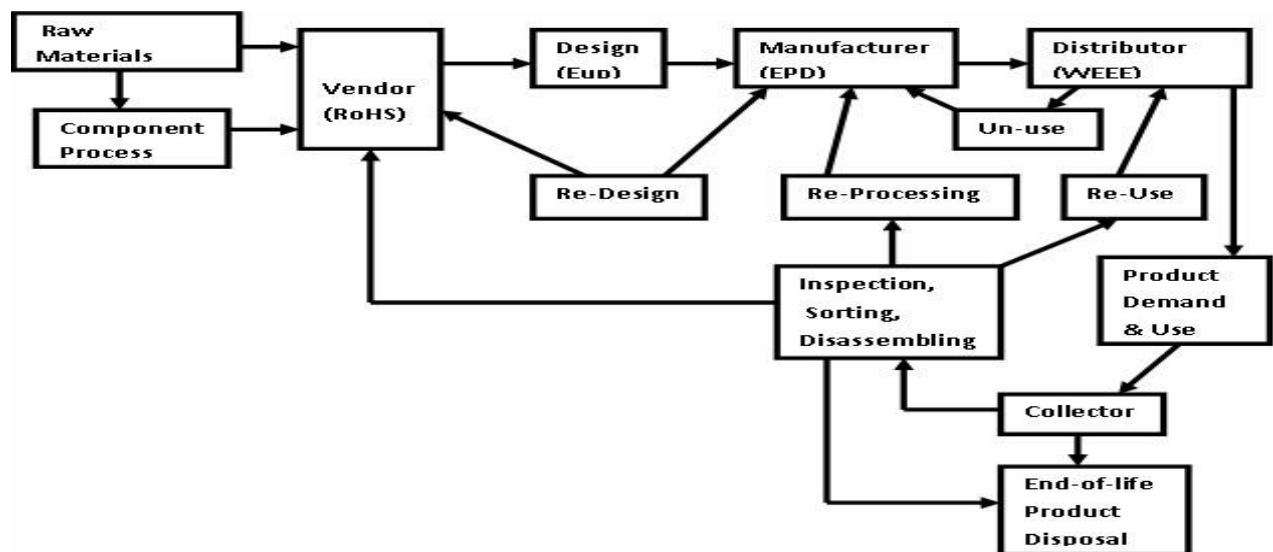 Raw
Materials
Component
Process
Vendor
(RoHS)
Design
(Eup)
Manufacturer
(EPD)
Distributor
(WEEE)
Un-use
Re-Design
Re-Processing
Re-Use
Inspection,
Sorting,
Disassembling
Product
Demand
& Use
Collector
End-of-life
Product
Disposal